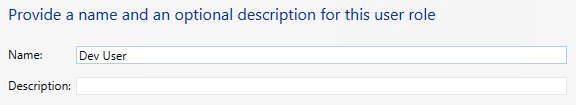 Provide a name and an optional description for this user role
Name: Dev User
Description: